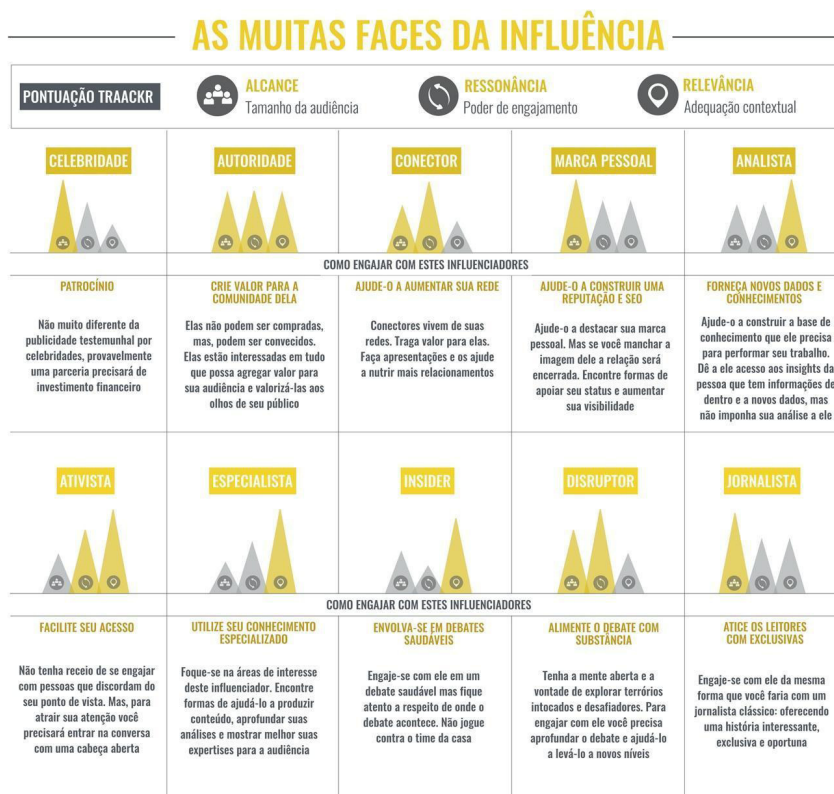 AS MUITAS FACES DA INFLUÊNCIA
PONTUAÇÃO TRAACKR
ALCANCE
Tamanho da audiência
RESSONÂNCIA
Poder de engajamento
RELEVÂNCIA
Adequação contextual
CELEBRIDADE
AUTORIDADE
CONECTOR
MARCA PESSOAL
ANALISTA
COMO ENGAJAR COM ESTES INFLUENCIADORES
PATROCÍNIO
Não muito diferente da
publicidade testemunhal por
celebridades, provavelmente
uma parceria precisará de
investimento financeiro
CRIE VALOR PARA A
COMUNIDADE DELA
Elas não podem ser compradas,
mas, podem ser convecidos.
Elas estão interessadas em tudo
que possa agregar valor para
sua audiência e valorizá-las aos
olhos de seu público
AJUDE-O A AUMENTAR SUA REDE
Conectores vivem de suas
redes. Traga valor para elas.
Faça apresentações e os ajude
a nutrir mais relacionamentos
AJUDE-O A CONSTRUIR UMA
REPUTAÇÃO E SEO
Ajude-o a destacar sua marca
pessoal. Mas se você manchar a
imagem dele a relação será
encerrada. Encontre formas de
apoiar seu status e aumentar
sua visibilidade
FORNEÇA NOVOS DADOS E
CONHECIMENTOS
Ajude-o a construir a base de
conhecimento que ele precisa
para performar seu trabalho.
Dê a ele acesso aos insights da
pessoa que tem informações de
dentro e a novos dados, mas
não imponha sua análise a ele
ATIVISTA
ESPECIALISTA
INSIDER
DISRUPTOR
JORNALISTA
COMO ENGAJAR COM ESTES INFLUENCIADORES
FACILITE SEU ACESSO
Não tenha receio de se engajar
com pessoas que discordam do
seu ponto de vista. Mas, para
atrair sua atenção você
precisará entrar na conversa
com uma cabeça aberta
UTILIZE SEU CONHECIMENTO
ESPECIALIZADO
Foque-se na áreas de interesse
deste influenciador. Encontre
formas de ajudá-lo a produzir
conteúdo, aprofundar suas
análises e mostrar melhor suas
expertises para a audiência
ENVOLVA-SE EM DEBATES
SAUDÁVEIS
Engaje-se com ele em um
debate saudável mas fique
atento a respeito de onde o
debate acontece. Não jogue
contra o time da casa
ALIMENTE O DEBATE COM
SUBSTÂNCIA
Tenha a mente aberta e a
vontade de explorar terrórios
intocados e desafiadores. Para
engajar com ele você precisa
aprofundar o debate e ajudá-lo
a levá-lo a novos níveis
ATICE OS LEITORES
COM EXCLUSIVAS
Engaje-se com ele da mesma
forma que você faria com um
jornalista clássico: oferecendo
uma história interessante,
exclusiva e oportuna